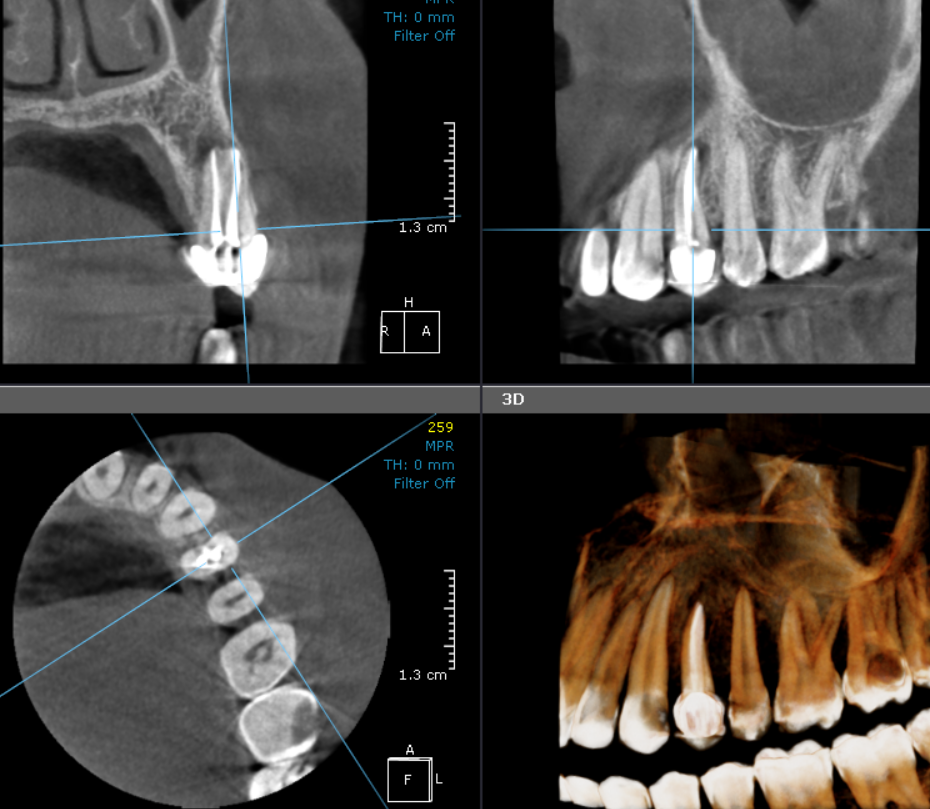 MPR
TH: 0 mm
Filter Off
1.3 cm
H
R
A
3D
259
MPR
TH: 0 mm
Filter Off
1.3 cm
A
F
L